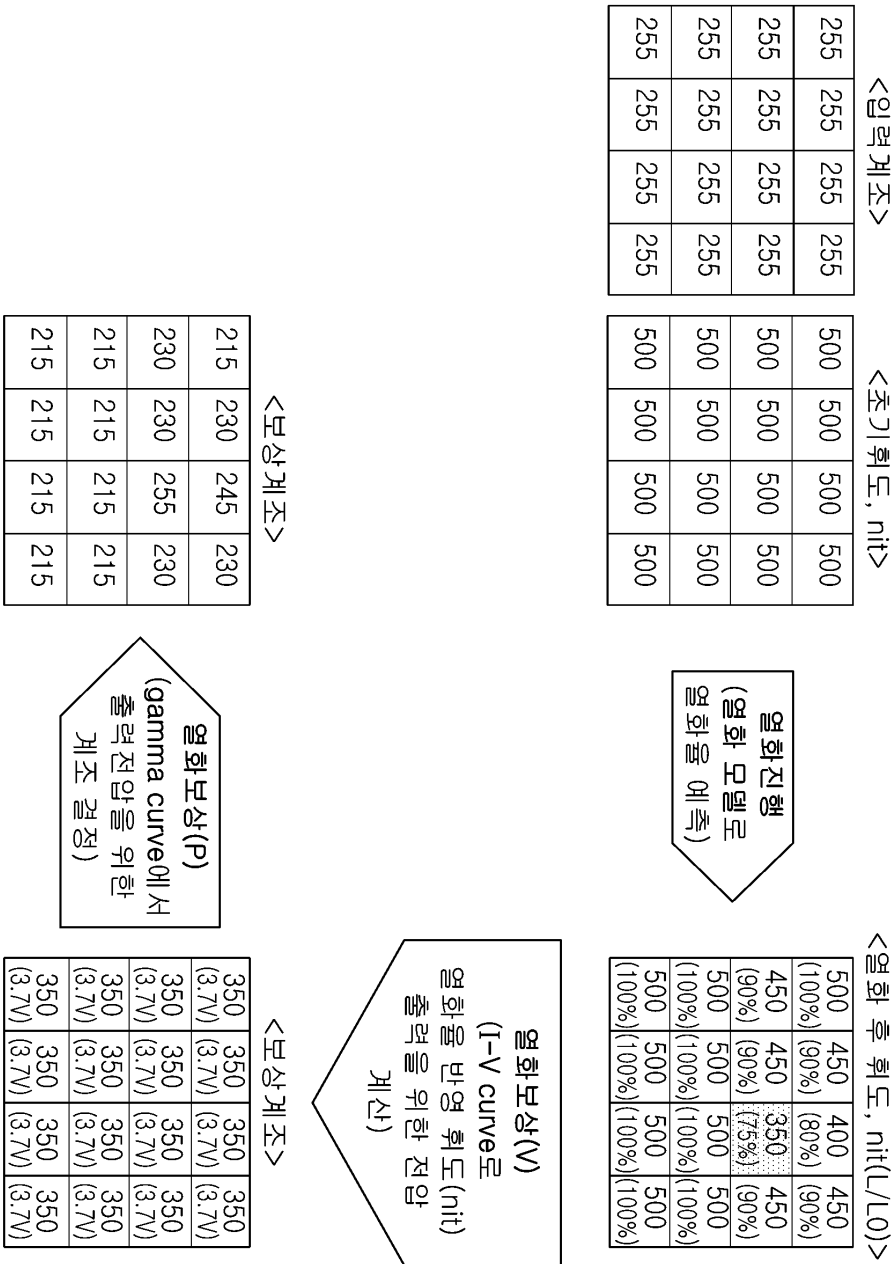 <입력계조>
255 255 255 255
255 255 255 255
255 255 255 255
255 255 255 255
<초기휘도, nit>
500 500 500 500
500 500 500 500
500 500 500 500
500 500 500 500
열화진행
(열화 모델로
열화율 예측)
<열화 후 휘도, nit(L/L0)>
500 450 400 450
(100%) (90%) (80%) (90%)
450 450 350 450
(90%) (90%) (75%) (90%)
500 500 500 500
(100%) (100%) (100%) (100%)
500 500 500 500
(100%) (100%) (100%) (100%)
열화보상(V)
(I-V curve로
열화율 반영 휘도(nit)
출력을 위한 전압
계산)
<보상계조>
350 350 350 350
(3.7V) (3.7V) (3.7V) (3.7V)
350 350 350 350
(3.7V) (3.7V) (3.7V) (3.7V)
350 350 350 350
(3.7V) (3.7V) (3.7V) (3.7V)
350 350 350 350
(3.7V) (3.7V) (3.7V) (3.7V)
열화보상(P)
(gamma curve에서
출력전압을 위한
계조 결정)
<보상계조>
215 230 245 230
230 230 255 230
215 215 215 215
215 215 215 215